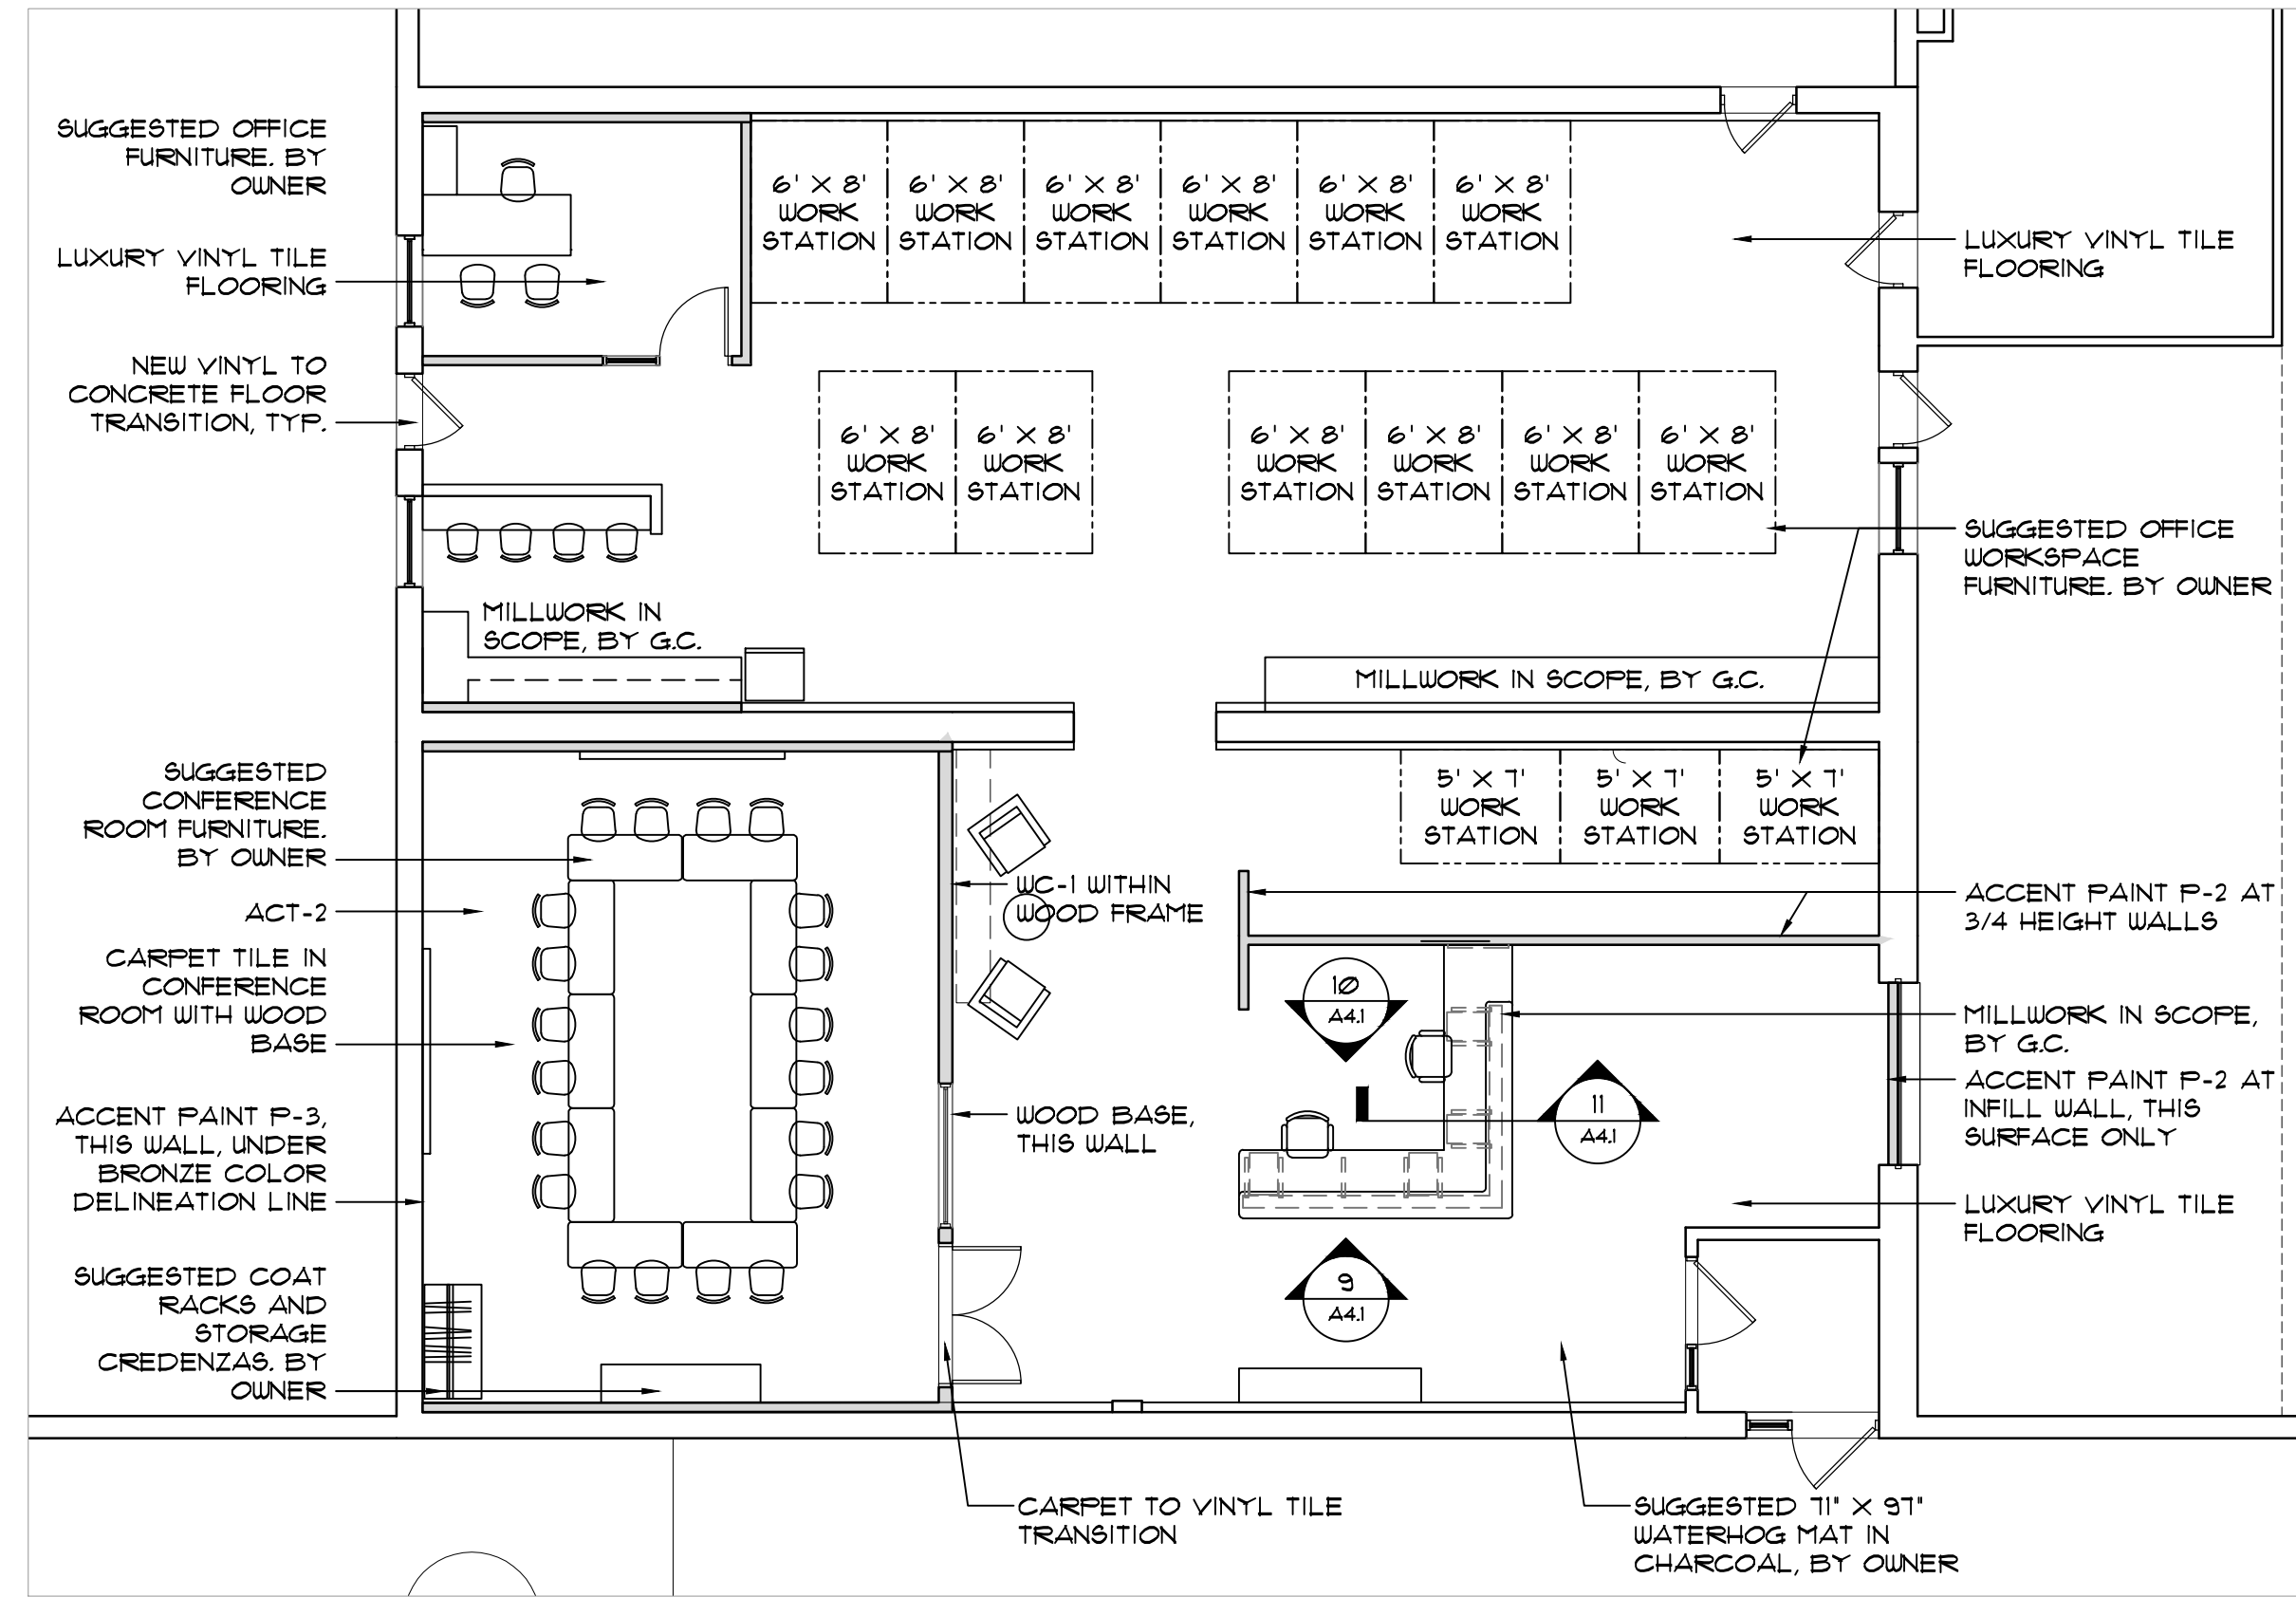 SUGGESTED OFFICE
FURNITURE. BY
OWNER
LUXURY VINYL TILE
FLOORING
NEW VINYL TO
CONCRETE FLOOR
TRANSITION, TYP.
SUGGESTED
CONFERENCE
ROOM FURNITURE.
BY OWNER
ACT-2
CARPET TILE IN
CONFERENCE
ROOM WITH WOOD
BASE
ACCENT PAINT P-3,
THIS WALL, UNDER
BRONZE COLOR
DELINEATION LINE
SUGGESTED COAT
RACKS AND
STORAGE
CREDENZAS. BY
OWNER
6' X 8'
WORK
STATION
6' X 8'
WORK
STATION
6' X 8'
WORK
STATION
6' X 8'
WORK
STATION
6' X 8'
WORK
STATION
6' X 8'
WORK
STATION
6' X 8'
WORK
STATION
6' X 8'
WORK
STATION
6' X 8'
WORK
STATION
6' X 8'
WORK
STATION
6' X 8'
WORK
STATION
6' X 8'
WORK
STATION
MILLWORK IN
SCOPE, BY G.C.
MILLWORK IN SCOPE, BY G.C.
5' X 7'
WORK
STATION
5' X 7'
WORK
STATION
5' X 7'
WORK
STATION
WC-1 WITHIN
WOOD FRAME
WOOD BASE,
THIS WALL
10
A4.1
11
A4.1
9
A4.1
CARPET TO VINYL TILE
TRANSITION
SUGGESTED 71" X 97"
WATERHOG MAT IN
CHARCOAL, BY OWNER
LUXURY VINYL TILE
FLOORING
SUGGESTED OFFICE
WORKSPACE
FURNITURE. BY OWNER
ACCENT PAINT P-2 AT
3/4 HEIGHT WALLS
MILLWORK IN SCOPE,
BY G.C.
ACCENT PAINT P-2 AT
INFILL WALL, THIS
SURFACE ONLY
LUXURY VINYL TILE
FLOORING